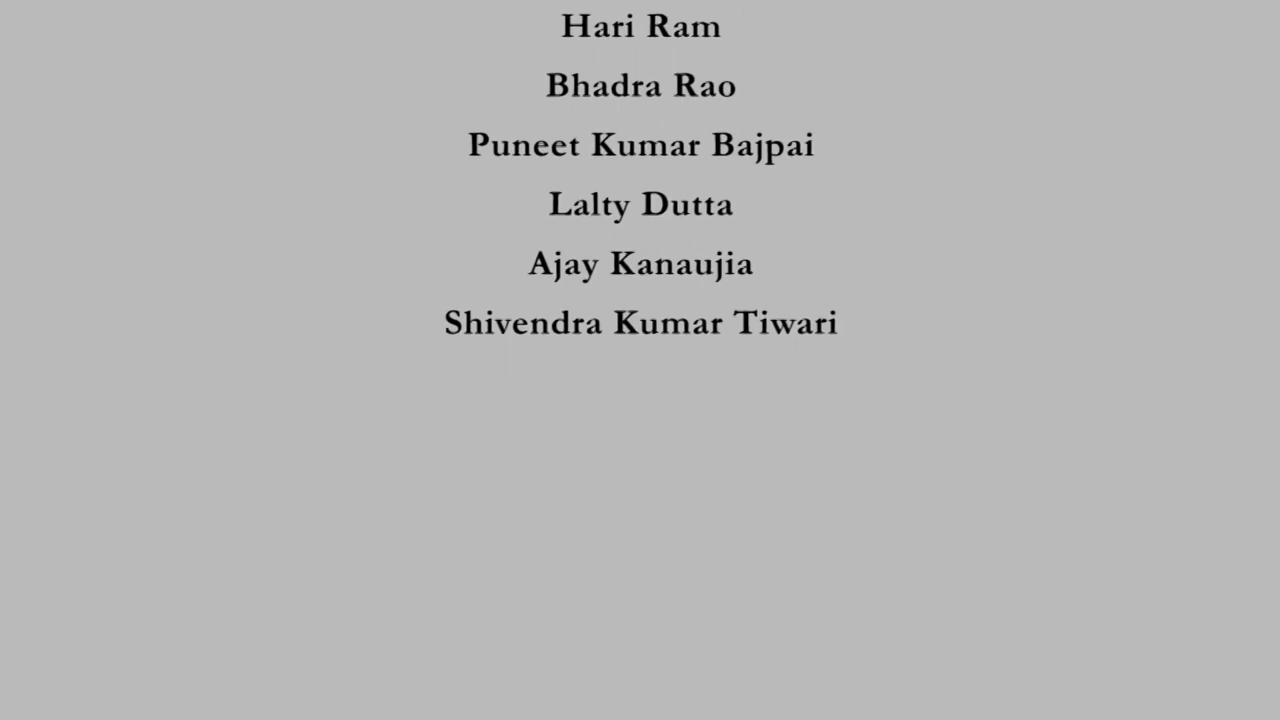 Hari Ram
Bhadra Rao
Puneet Kumar Bajpai
Lalty Dutta
Ajay Kanaujia
Shivendra Kumar Tiwari